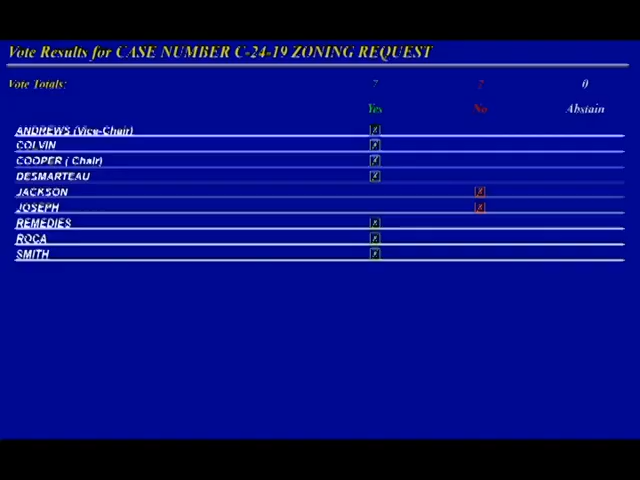 Vote Results for CASE NUMBER C-24-19 ZONING REQUEST
Vote Totals: 7 2 0
Yes No Abstain
ANDREWS (Vice-Chair)
COLVIN
COOPER ( Chair)
DESMARTEAU
JACKSON
JOSEPH
REMEDIES
ROCA
SMITH